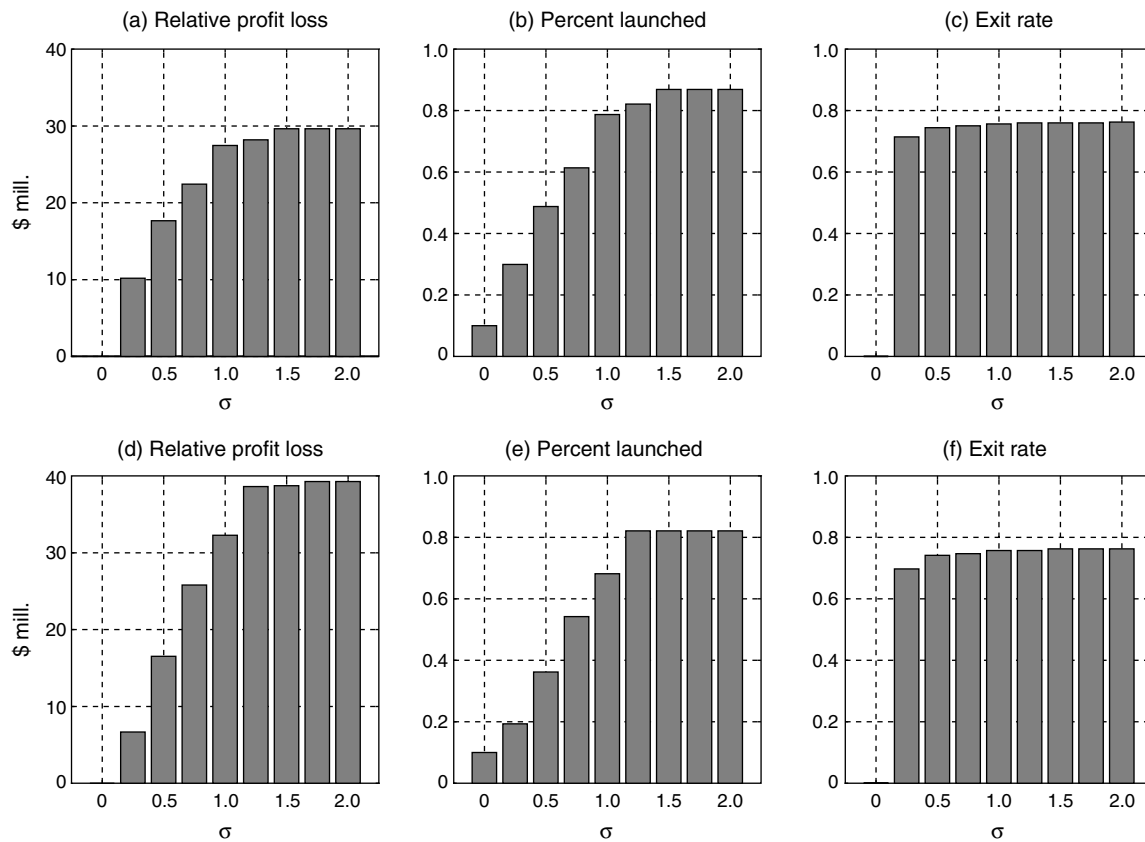 (a) Relative profit loss
40
30
20
10
0
$ mill.
0 0.5 1.0 1.5 2.0
σ
(b) Percent launched
1.0
0.8
0.6
0.4
0.2
0
0 0.5 1.0 1.5 2.0
σ
(c) Exit rate
1.0
0.8
0.6
0.4
0.2
0
0 0.5 1.0 1.5 2.0
σ
(d) Relative profit loss
40
30
20
10
0
$ mill.
0 0.5 1.0 1.5 2.0
σ
(e) Percent launched
1.0
0.8
0.6
0.4
0.2
0
0 0.5 1.0 1.5 2.0
σ
(f) Exit rate
1.0
0.8
0.6
0.4
0.2
0
0 0.5 1.0 1.5 2.0
σ